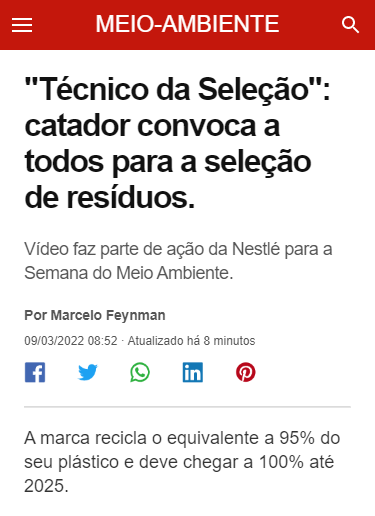 MEIO-AMBIENTE
"Técnico da Seleção":
catador convoca a
todos para a seleção
de resíduos.
Vídeo faz parte de ação da Nestlé para a
Semana do Meio Ambiente.
Por Marcelo Feynman
09/03/2022 08:52 · Atualizado há 8 minutos
A marca recicla o equivalente a 95% do
seu plástico e deve chegar a 100% até
2025.